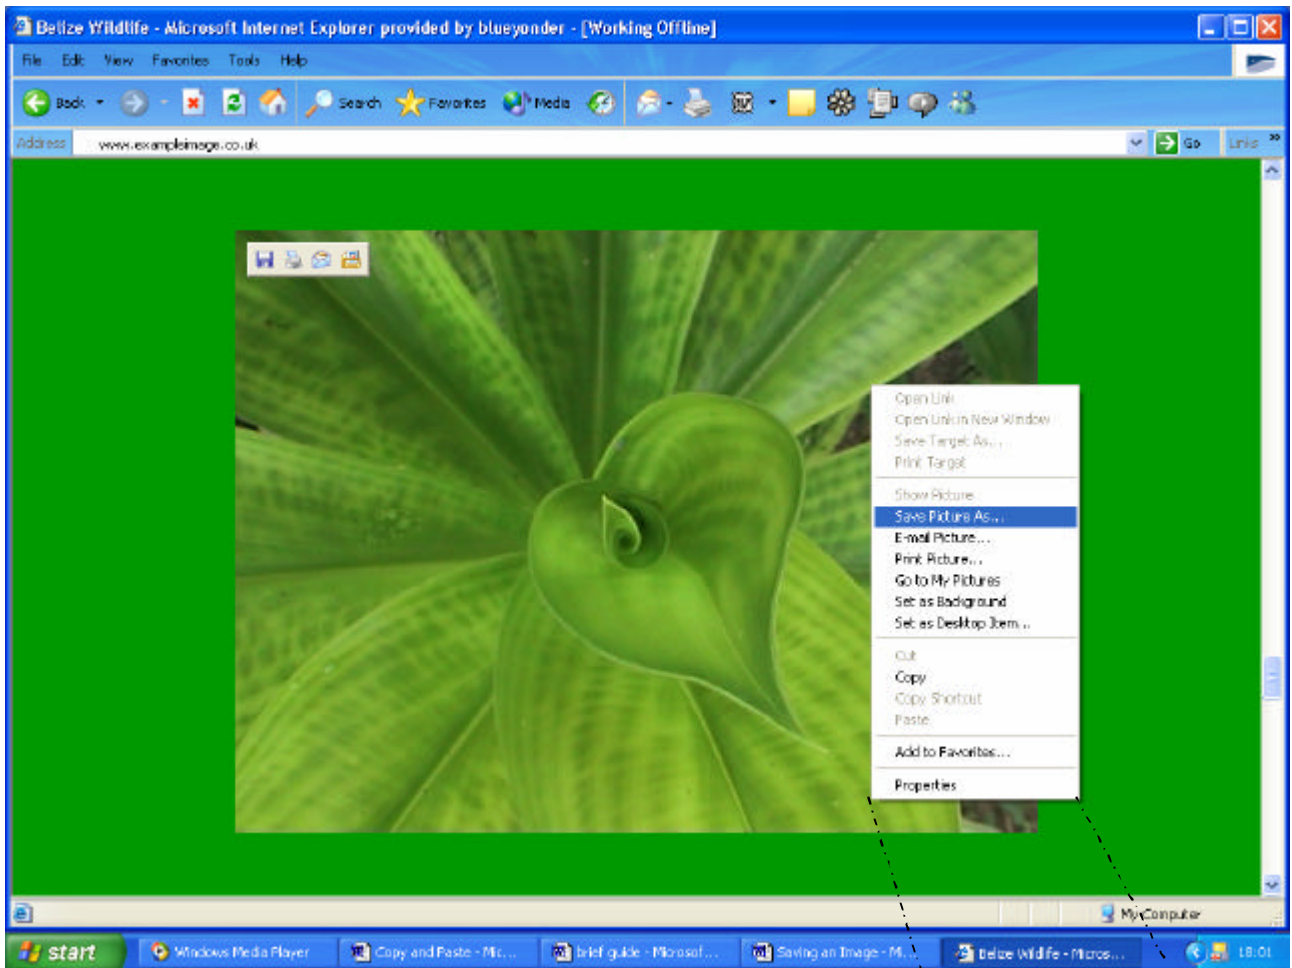 Belize Wildlife - Microsoft Internet Explorer provided by blueyonder - [Working Offline]
File Edit View Favorites Tools Help
Back Search Favorites Media
Address www.exampleimage.co.uk Go Links »
Open Link
Open Link in New Window
Save Target As...
Print Target
Show Picture
Save Picture As...
E-mail Picture...
Print Picture...
Go to My Pictures
Set as Background
Set as Desktop Item...
Cut
Copy
Copy Shortcut
Paste
Add to Favorites...
Properties
My Computer
start Windows Media Player Copy and Paste - Mic... brief guide - Microsof... Saving an Image - M... Belize Wildlife - Micros... 18:01